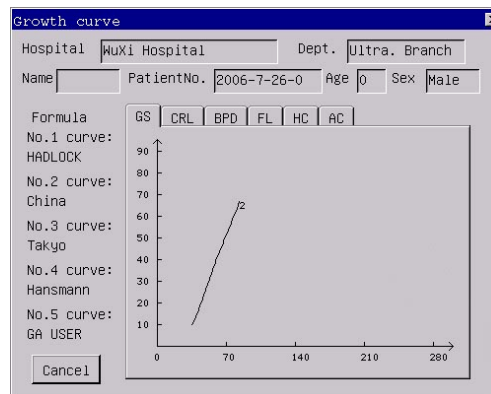 Growth curve
Hospital WuXi Hospital Dept. Ultra. Branch
Name PatientNo. 2006-7-26-0 Age 0 Sex Male
Formula
No.1 curve:
HADLOCK
No.2 curve:
China
No.3 curve:
Takyo
No.4 curve:
Hansmann
No.5 curve:
GA USER
Cancel
GS CRL BPD FL HC AC
90
80
70
60
50
40
30
20
10
2
0 70 140 210 280